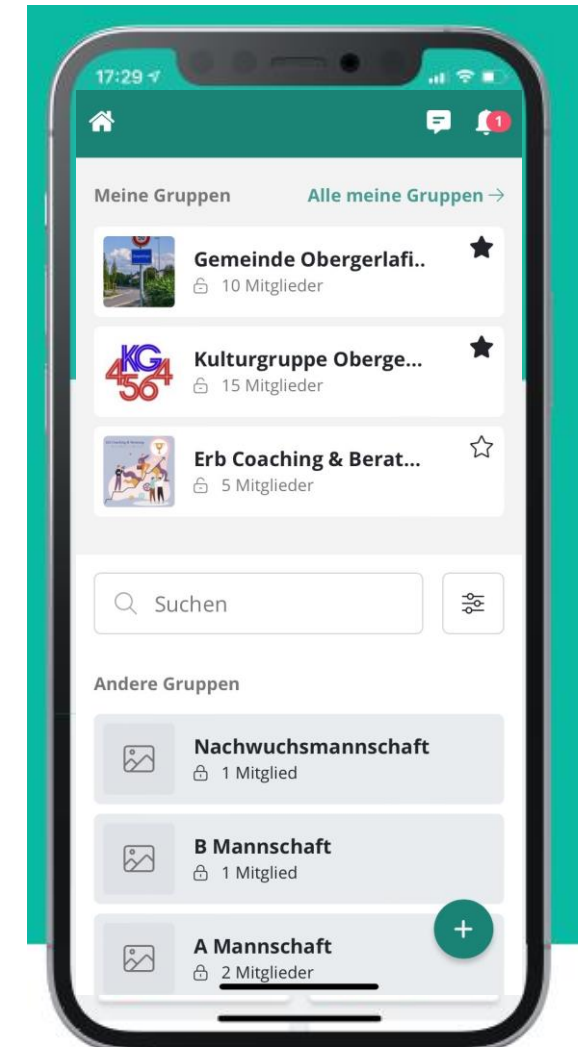 17:29
1
Meine Gruppen
Alle meine Gruppen →
Gemeinde Obergerlafi..
10 Mitglieder
KG
4564
Kulturgruppe Oberge...
15 Mitglieder
Erb Coaching & Berat...
5 Mitglieder
Suchen
Andere Gruppen
Nachwuchsmannschaft
1 Mitglied
B Mannschaft
1 Mitglied
A Mannschaft
2 Mitglieder